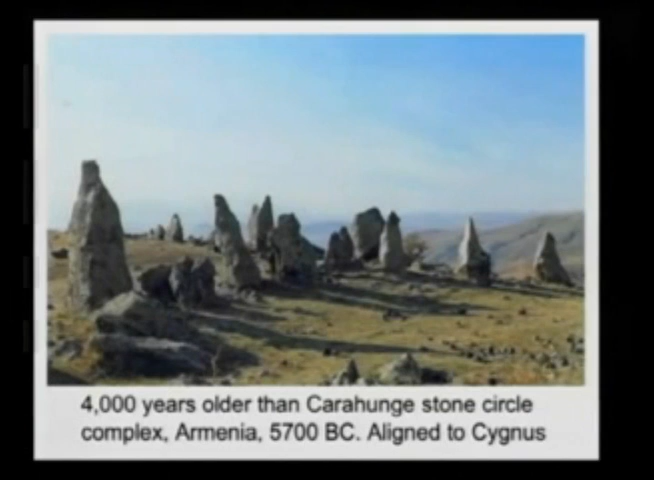 4,000 years older than Carahunge stone circle
complex, Armenia, 5700 BC. Aligned to Cygnus